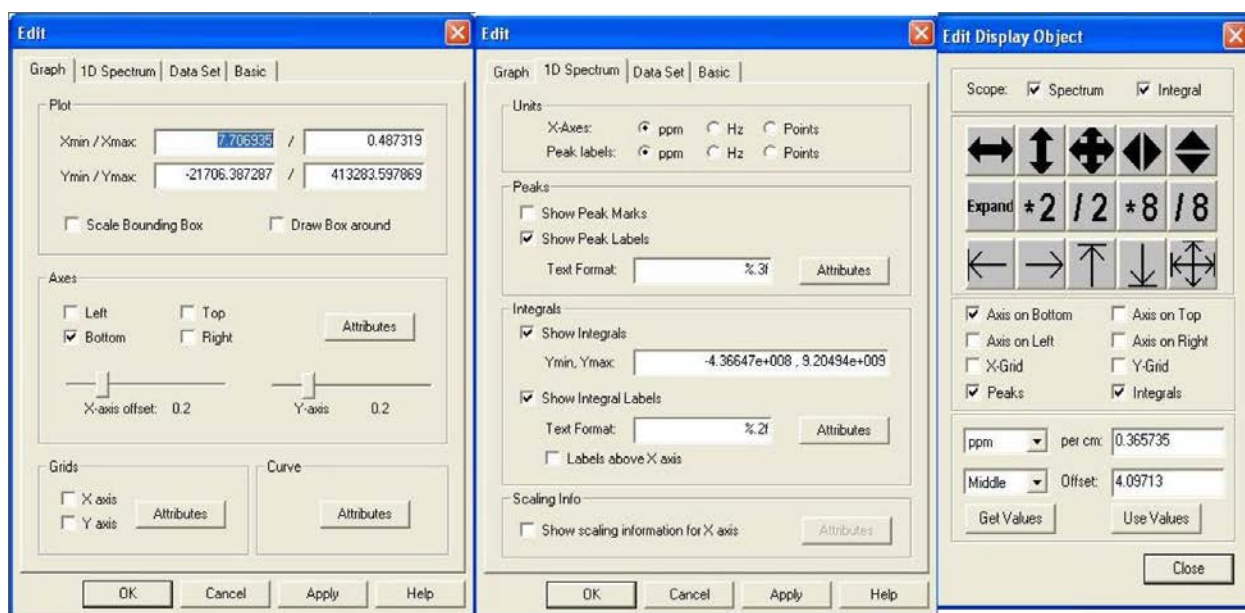 Edit
Graph 1D Spectrum Data Set Basic
Plot
Xmin / Xmax: 7.706935 / 0.487319
Ymin / Ymax: -21706.387287 / 413283.597869
Scale Bounding Box Draw Box around
Axes
Left Top
Bottom Right Attributes
X-axis offset: 0.2 Y-axis 0.2
Grids Curve
X axis
Y axis Attributes Attributes
OK Cancel Apply Help
Edit
Graph 1D Spectrum Data Set Basic
Units
X-Axes: ppm Hz Points
Peak labels: ppm Hz Points
Peaks
Show Peak Marks
Show Peak Labels
Text Format: %.3f Attributes
Integrals
Show Integrals
Ymin, Ymax: -4.36647e+008 , 9.20494e+009
Show Integral Labels
Text Format: %.2f Attributes
Labels above X axis
Scaling Info
Show scaling information for X axis Attributes
OK Cancel Apply Help
Edit Display Object
Scope: Spectrum Integral
Expand *2 /2 *8 /8
Axis on Bottom Axis on Top
Axis on Left Axis on Right
X-Grid Y-Grid
Peaks Integrals
ppm per cm: 0.365735
Middle Offset: 4.09713
Get Values Use Values
Close